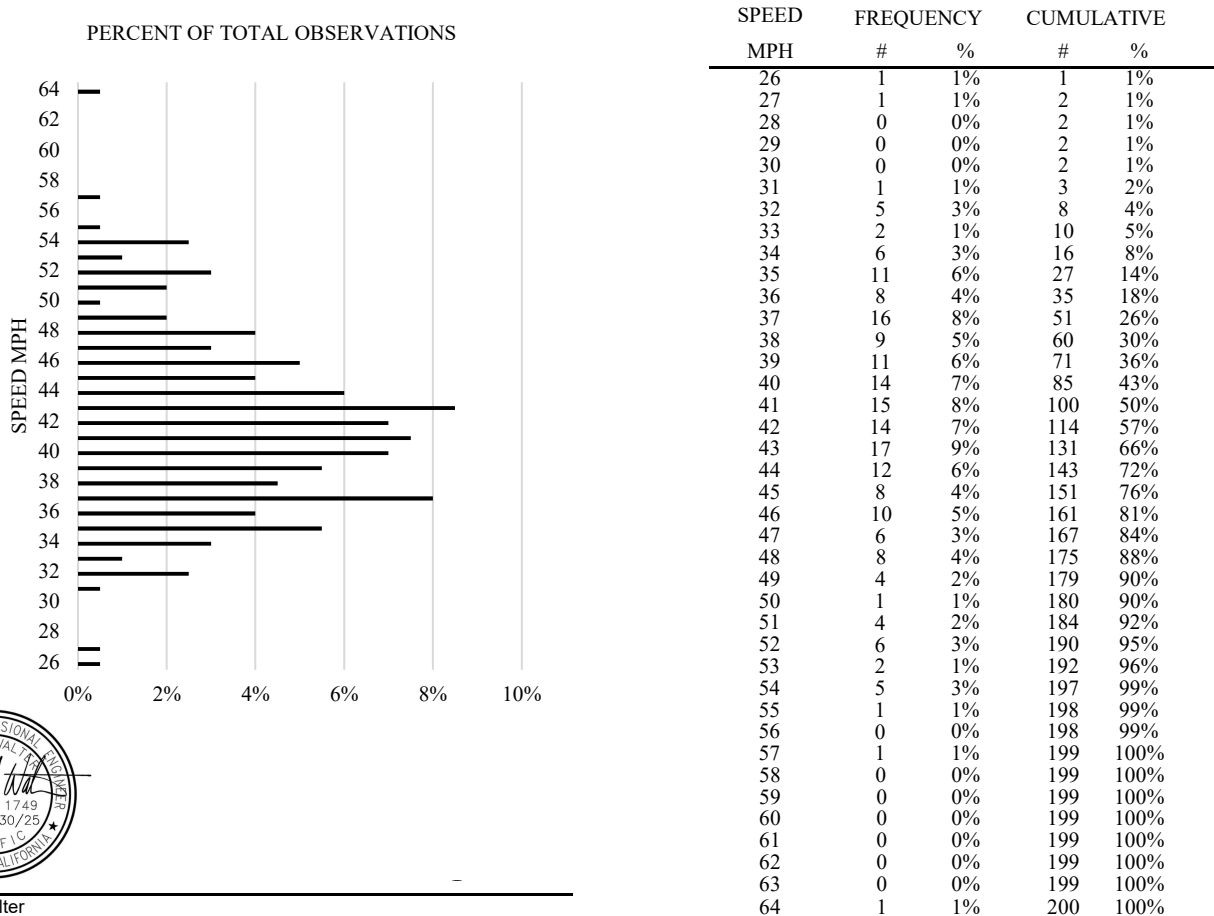 PERCENT OF TOTAL OBSERVATIONS
SPEED MPH
64
62
60
58
56
54
52
50
48
46
44
42
40
38
36
34
32
30
28
26
0% 2% 4% 6% 8% 10%
1749
30/25
lter
SPEED FREQUENCY CUMULATIVE
MPH # % # %
26 1 1% 1 1%
27 1 1% 2 1%
28 0 0% 2 1%
29 0 0% 2 1%
30 0 0% 2 1%
31 1 1% 3 2%
32 5 3% 8 4%
33 2 1% 10 5%
34 6 3% 16 8%
35 11 6% 27 14%
36 8 4% 35 18%
37 16 8% 51 26%
38 9 5% 60 30%
39 11 6% 71 36%
40 14 7% 85 43%
41 15 8% 100 50%
42 14 7% 114 57%
43 17 9% 131 66%
44 12 6% 143 72%
45 8 4% 151 76%
46 10 5% 161 81%
47 6 3% 167 84%
48 8 4% 175 88%
49 4 2% 179 90%
50 1 1% 180 90%
51 4 2% 184 92%
52 6 3% 190 95%
53 2 1% 192 96%
54 5 3% 197 99%
55 1 1% 198 99%
56 0 0% 198 99%
57 1 1% 199 100%
58 0 0% 199 100%
59 0 0% 199 100%
60 0 0% 199 100%
61 0 0% 199 100%
62 0 0% 199 100%
63 0 0% 199 100%
64 1 1% 200 100%